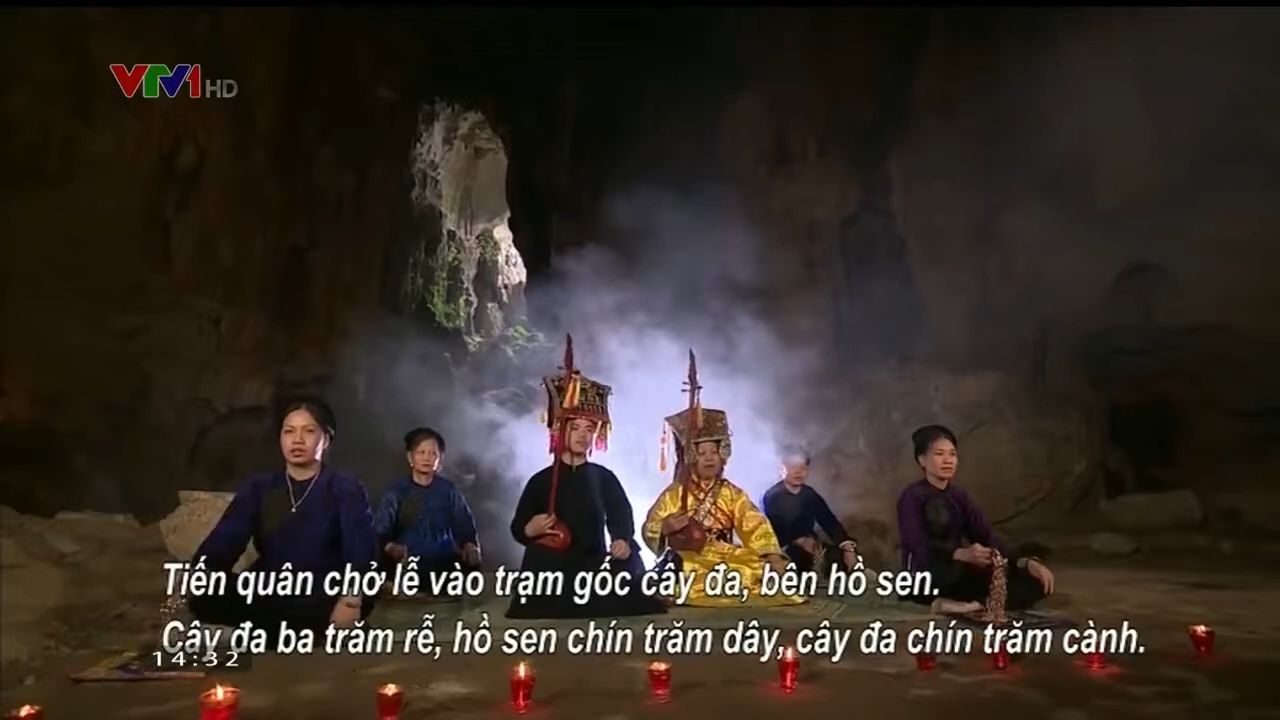 VTV1 HD
Tiến quân chở lễ vào trạm gốc cây đa, bên hồ sen.
Cây đa ba trăm rễ, hồ sen chín trăm dây, cây đa chín trăm cành.
14:32